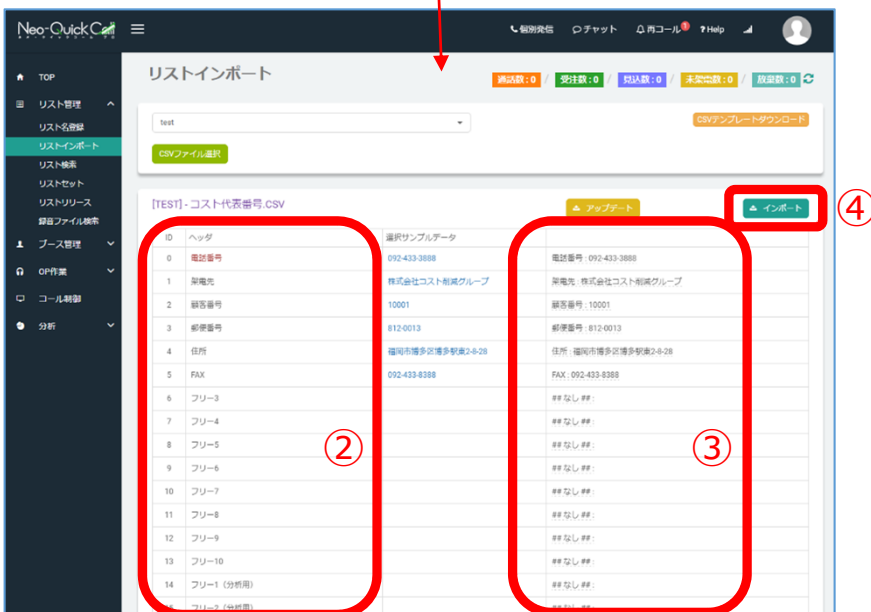 Neo-QuickCall
個別発信 チャット 再コール ?Help
リストインポート
通話数:0 / 受注数:0 / 見込数:0 / 未架電数:0 / 放棄数:0
TOP
リスト管理
リスト名登録
リストインポート
リスト検索
リストセット
リストリリース
録音ファイル検索
ブース管理
OP作業
コール制御
分析
test
CSVテンプレートダウンロード
CSVファイル選択
[TEST] - コスト代表番号.CSV
アップデート
インポート
④
ID ヘッダ 選択サンプルデータ
0 電話番号 092-433-3888 電話番号 : 092-433-3888
1 架電先 株式会社コスト削減グループ 架電先 : 株式会社コスト削減グループ
2 顧客番号 10001 顧客番号 : 10001
3 郵便番号 812-0013 郵便番号 : 812-0013
4 住所 福岡市博多区博多駅東2-8-28 住所 : 福岡市博多区博多駅東2-8-28
5 FAX 092-433-8388 FAX : 092-433-8388
6 フリー3 ## なし ## :
7 フリー4 ## なし ## :
8 フリー5 ## なし ## :
②
③
9 フリー6 ## なし ## :
10 フリー7 ## なし ## :
11 フリー8 ## なし ## :
12 フリー9 ## なし ## :
13 フリー10 ## なし ## :
14 フリー1 (分析用) ## なし ## :
15 フリー2 (分析用) ## なし ## :